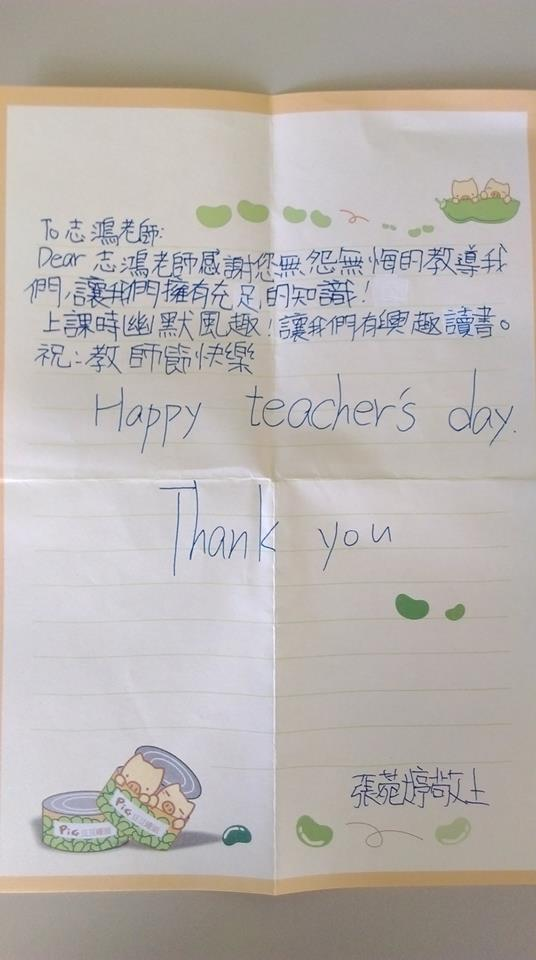 To 志鴻老師:
Dear 志鴻老師感謝您無怨無悔的教導我
們,讓我們擁有充足的知識!
上課時幽默風趣!讓我們有興趣讀書。
祝:教師節快樂
Happy teacher's day.
Thank you
張苑婷敬上
PiG
PiG